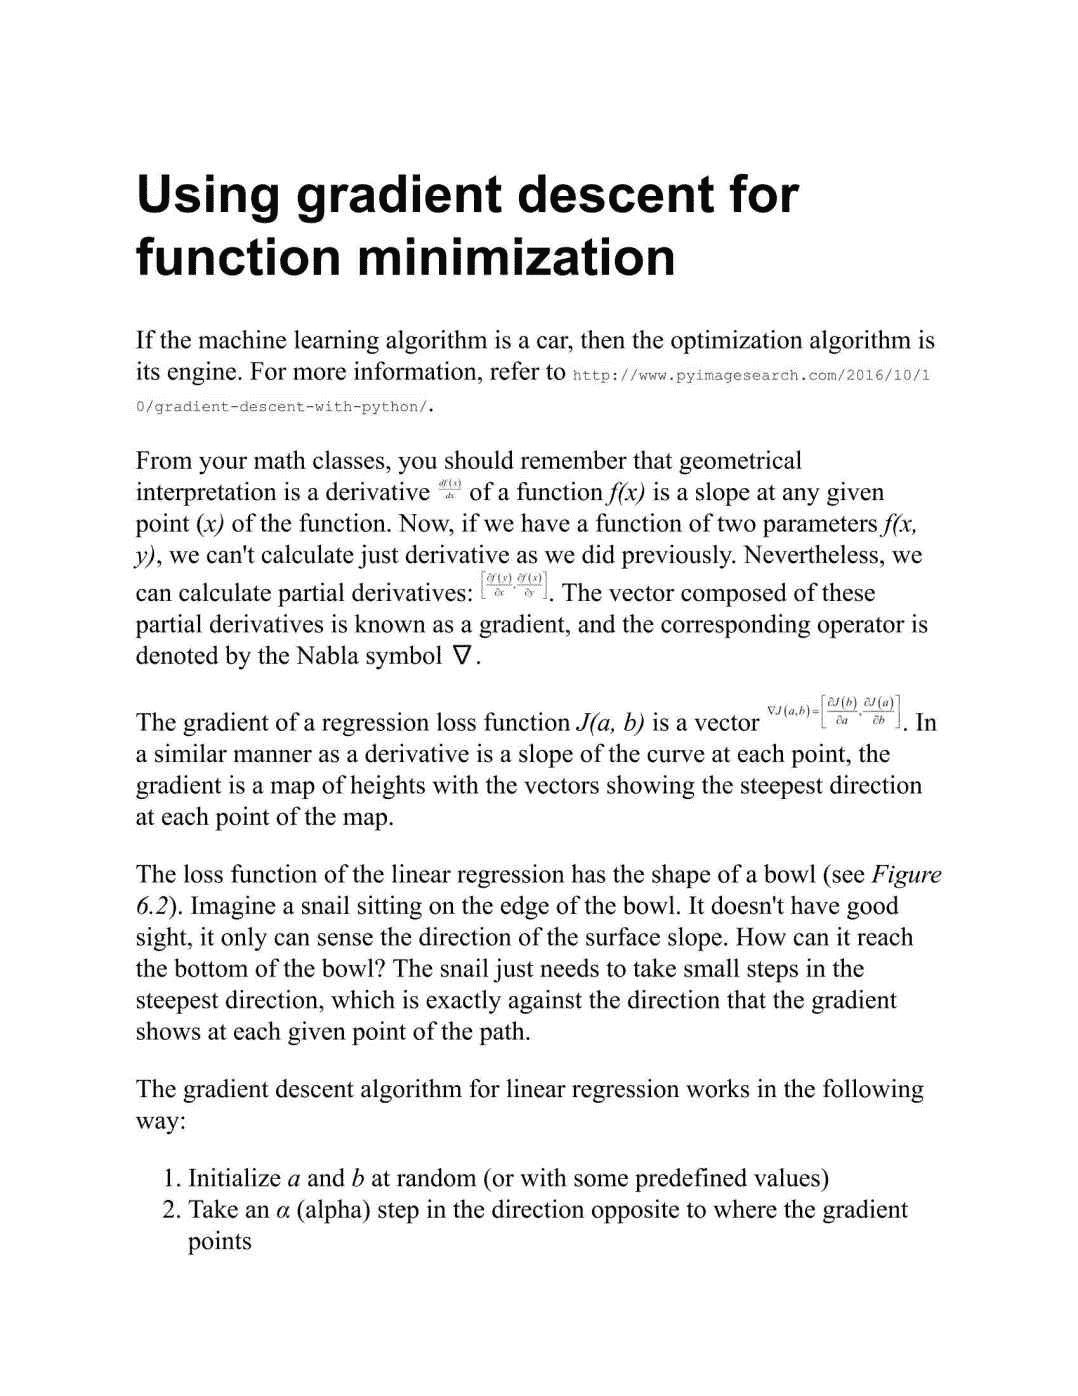 Using gradient descent for
function minimization
If the machine learning algorithm is a car, then the optimization algorithm is
its engine. For more information, refer to http://www.pyimagesearch.com/2016/10/1
0/gradient-descent-with-python/.
From your math classes, you should remember that geometrical
interpretation is a derivative df(x)/dx of a function f(x) is a slope at any given
point (x) of the function. Now, if we have a function of two parameters f(x,
y), we can't calculate just derivative as we did previously. Nevertheless, we
can calculate partial derivatives: [∂f(y)/∂x, ∂f(x)/∂y]. The vector composed of these
partial derivatives is known as a gradient, and the corresponding operator is
denoted by the Nabla symbol ∇.
The gradient of a regression loss function J(a, b) is a vector ∇J(a,b)=[∂J(b)/∂a, ∂J(a)/∂b]. In
a similar manner as a derivative is a slope of the curve at each point, the
gradient is a map of heights with the vectors showing the steepest direction
at each point of the map.
The loss function of the linear regression has the shape of a bowl (see Figure
6.2). Imagine a snail sitting on the edge of the bowl. It doesn't have good
sight, it only can sense the direction of the surface slope. How can it reach
the bottom of the bowl? The snail just needs to take small steps in the
steepest direction, which is exactly against the direction that the gradient
shows at each given point of the path.
The gradient descent algorithm for linear regression works in the following
way:
1. Initialize a and b at random (or with some predefined values)
2. Take an α (alpha) step in the direction opposite to where the gradient
points